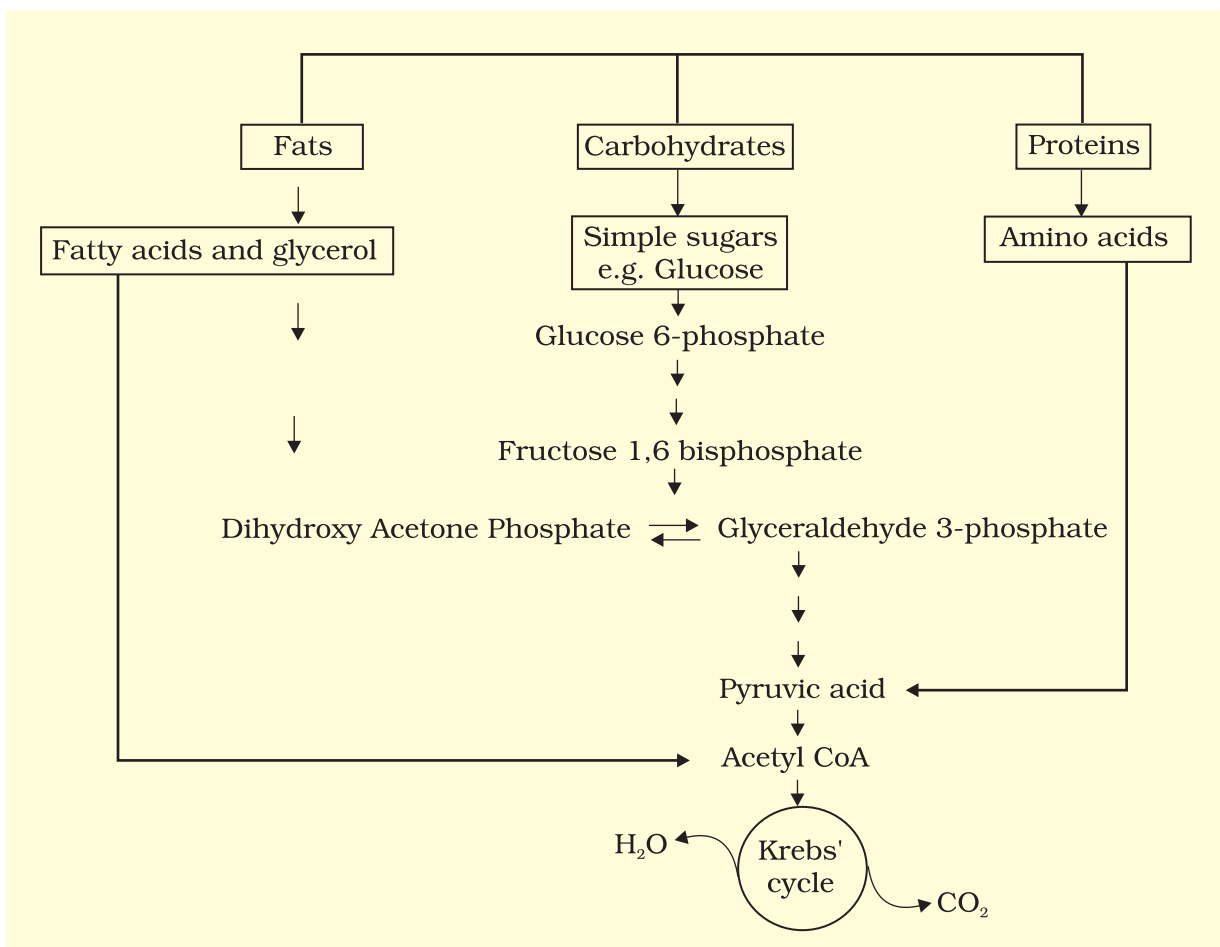 Fats
Carbohydrates
Proteins
Fatty acids and glycerol
Simple sugars
e.g. Glucose
Amino acids
Glucose 6-phosphate
Fructose 1,6 bisphosphate
Dihydroxy Acetone Phosphate
Glyceraldehyde 3-phosphate
Pyruvic acid
Acetyl CoA
Krebs'
cycle
H₂O
CO₂